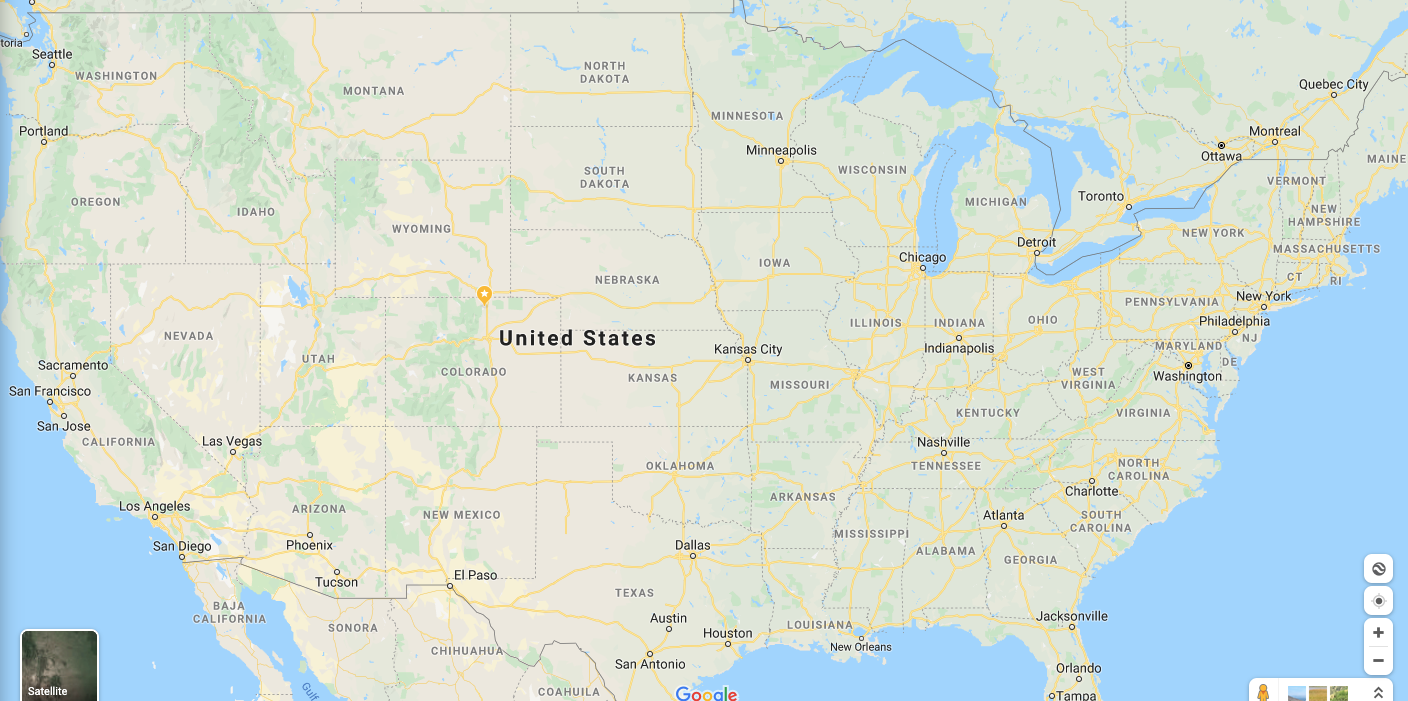 toria
Seattle
WASHINGTON
MONTANA
NORTH
DAKOTA
MINNESOTA
Quebec City
Portland
Minneapolis
Montreal
Ottawa
MAINE
WISCONSIN
SOUTH
DAKOTA
VERMONT
OREGON
IDAHO
MICHIGAN
Toronto
NEW
HAMPSHIRE
WYOMING
NEW YORK
Detroit
MASSACHUSETTS
Chicago
IOWA
CT
RI
NEBRASKA
PENNSYLVANIA
New York
NEVADA
United States
ILLINOIS
INDIANA
OHIO
Philadelphia
NJ
Kansas City
Indianapolis
MARYLAND
UTAH
Sacramento
COLORADO
KANSAS
MISSOURI
WEST
VIRGINIA
DE
Washington
San Francisco
San Jose
KENTUCKY
VIRGINIA
CALIFORNIA
Las Vegas
Nashville
TENNESSEE
OKLAHOMA
NORTH
CAROLINA
Charlotte
ARKANSAS
Los Angeles
ARIZONA
NEW MEXICO
Atlanta
SOUTH
CAROLINA
MISSISSIPPI
San Diego
Phoenix
Dallas
ALABAMA
GEORGIA
Tucson
El Paso
TEXAS
BAJA
CALIFORNIA
SONORA
Austin
Jacksonville
LOUISIANA
Houston
New Orleans
CHIHUAHUA
San Antonio
Orlando
Satellite
Gulf
COAHUILA
Google
Tampa